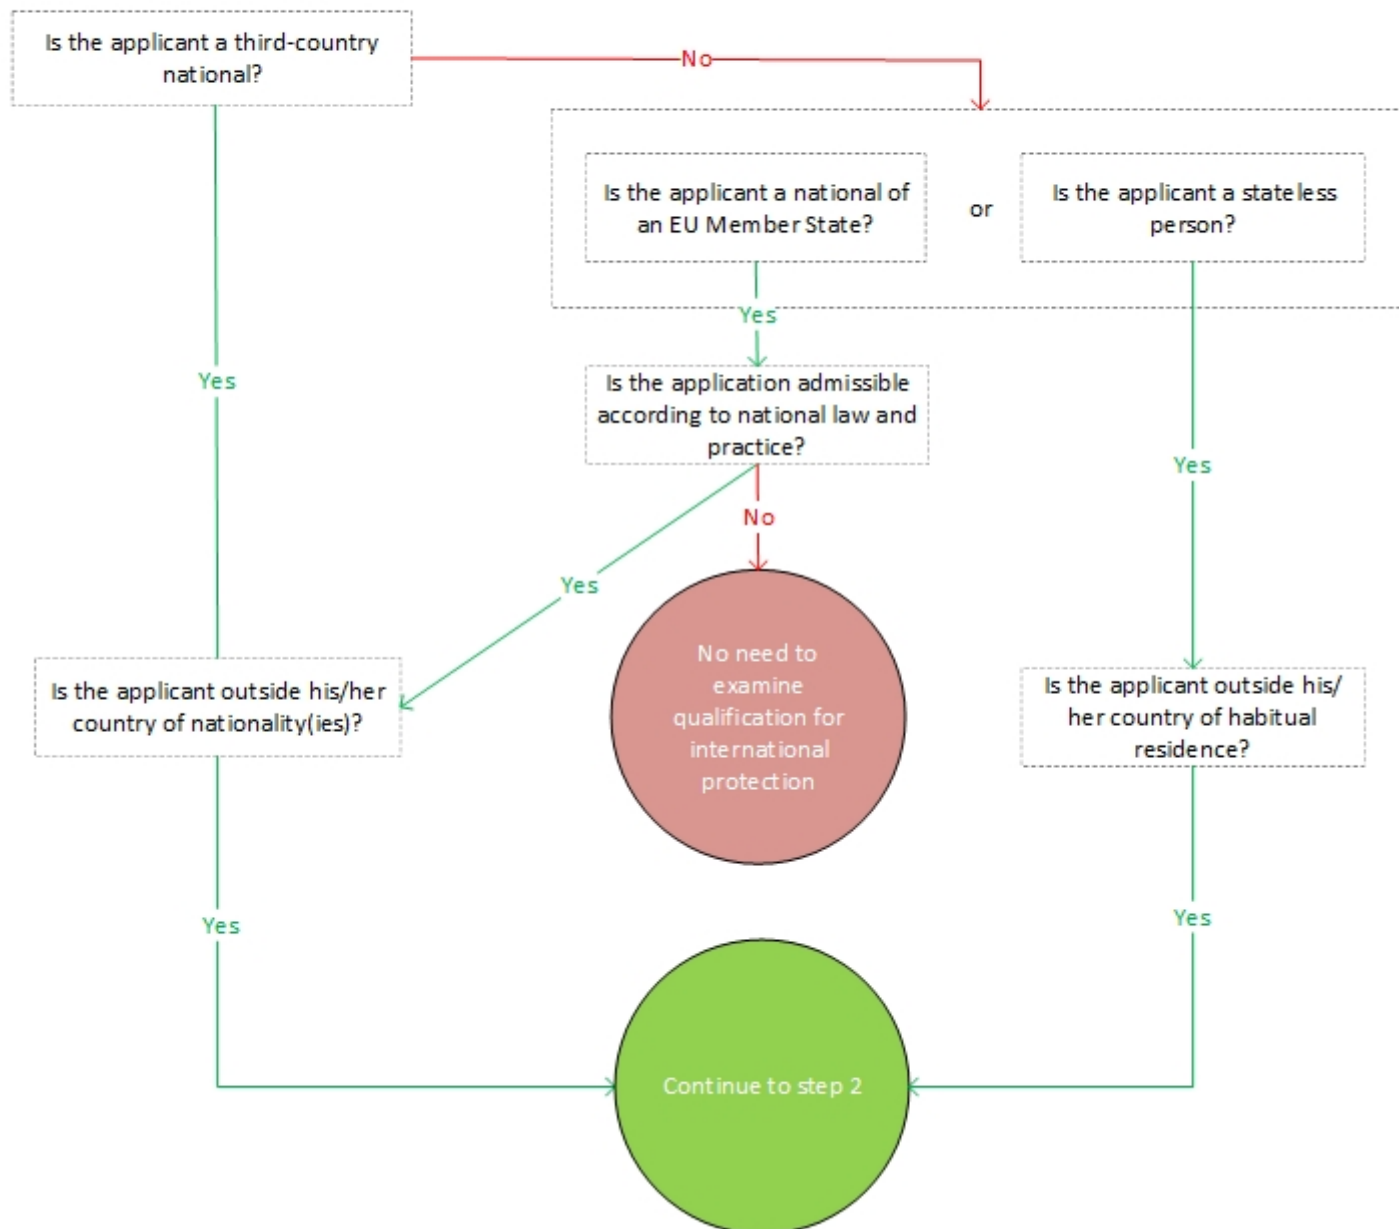 Is the applicant a third-country
national?
No
Is the applicant a national of
an EU Member State?
or
Is the applicant a stateless
person?
Yes
Is the application admissible
according to national law and
practice?
Yes
Yes
No
Yes
No need to
examine
qualification for
international
protection
Is the applicant outside his/her
country of nationality(ies)?
Is the applicant outside his/
her country of habitual
residence?
Yes
Yes
Continue to step 2